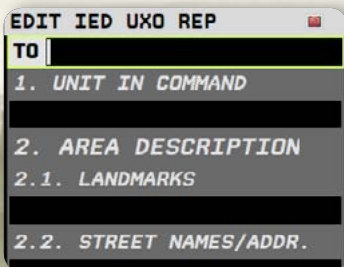 EDIT IED UXO REP
TO
1. UNIT IN COMMAND
2. AREA DESCRIPTION
2.1. LANDMARKS
2.2. STREET NAMES/ADDR.